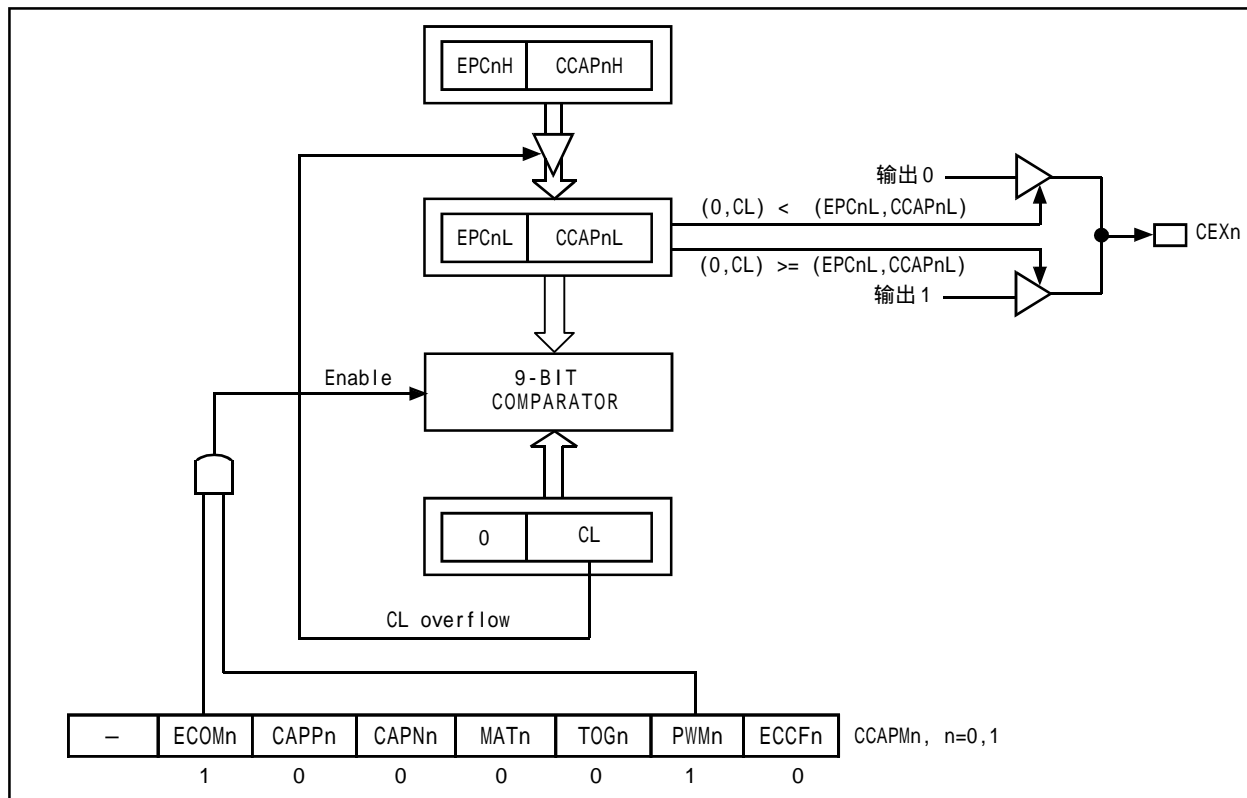 EPCnH CCAPnH
输出0
(0,CL) < (EPCnL,CCAPnL)
EPCnL CCAPnL
CEXn
(0,CL) >= (EPCnL,CCAPnL)
输出1
Enable
9-BIT
COMPARATOR
0 CL
CL overflow
— ECOMn CAPPn CAPNn MATn TOGn PWMn ECCFn CCAPMn, n=0,1
1 0 0 0 0 1 0